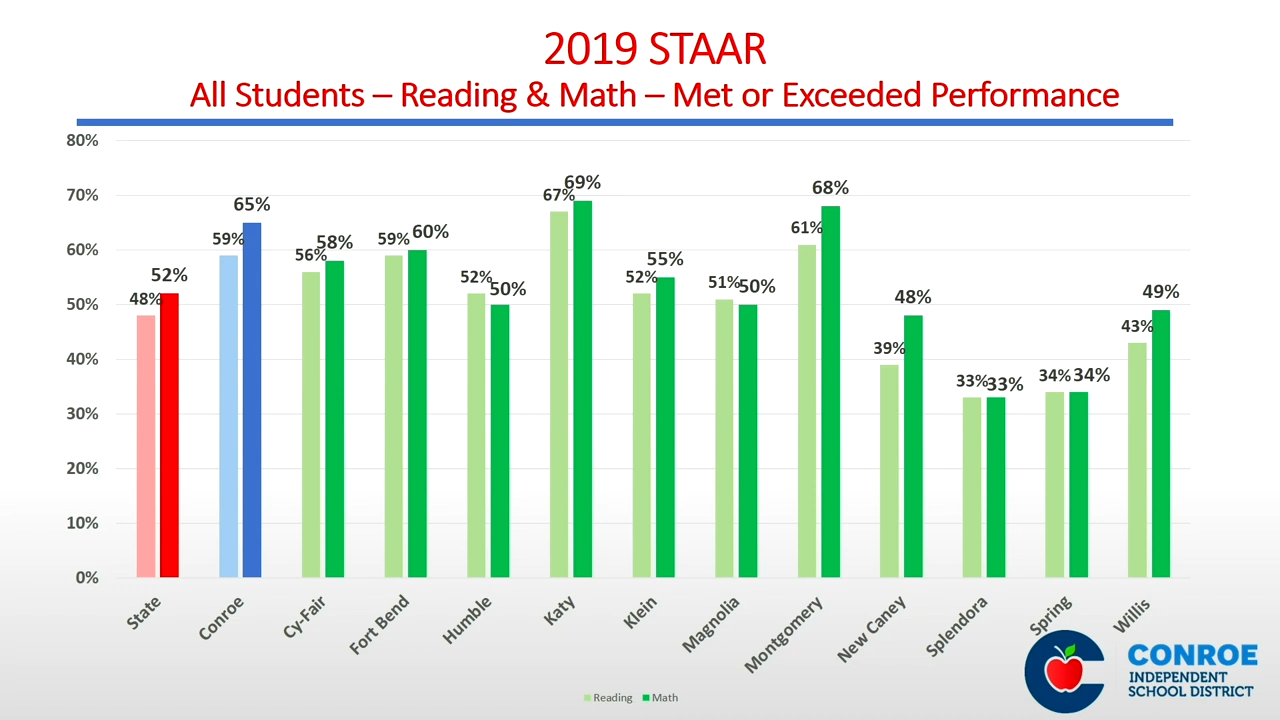 2019 STAAR
All Students – Reading & Math – Met or Exceeded Performance
80%
70%
60%
50%
40%
30%
20%
10%
0%
48%
52%
59%
65%
56%
58%
59%
60%
52%
50%
67%
69%
52%
55%
51%
50%
61%
68%
39%
48%
33%
33%
34%
34%
43%
49%
State
Conroe
Cy-Fair
Fort Bend
Humble
Katy
Klein
Magnolia
Montgomery
New Caney
Splendora
Spring
Willis
Reading
Math
CONROE
INDEPENDENT
SCHOOL DISTRICT